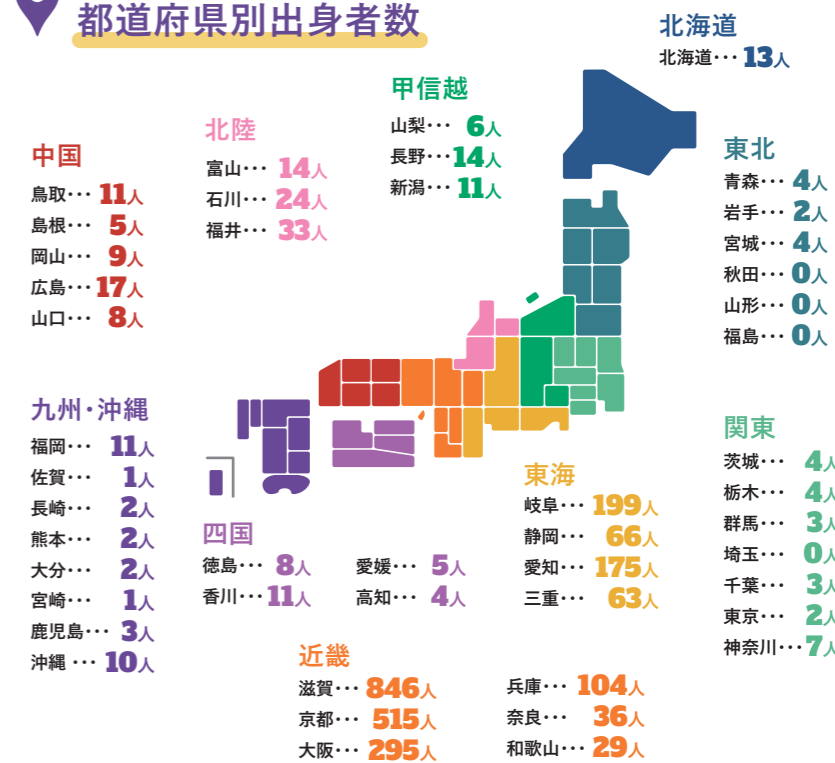 都道府県別出身者数
北海道
北海道･･･13人
甲信越
山梨･･･6人
長野･･･14人
新潟･･･11人
北陸
富山･･･14人
石川･･･24人
福井･･･33人
中国
鳥取･･･11人
島根･･･5人
岡山･･･9人
広島･･･17人
山口･･･8人
東北
青森･･･4人
岩手･･･2人
宮城･･･4人
秋田･･･0人
山形･･･0人
福島･･･0人
九州･沖縄
福岡･･･11人
佐賀･･･1人
長崎･･･2人
熊本･･･2人
大分･･･2人
宮崎･･･1人
鹿児島･･･3人
沖縄･･･10人
関東
茨城･･･4人
栃木･･･4人
群馬･･･3人
埼玉･･･0人
千葉･･･3人
東京･･･2人
神奈川･･･7人
東海
岐阜･･･199人
静岡･･･66人
愛知･･･175人
三重･･･63人
四国
徳島･･･8人 愛媛･･･5人
香川･･･11人 高知･･･4人
近畿
滋賀･･･846人 兵庫･･･104人
京都･･･515人 奈良･･･36人
大阪･･･295人 和歌山･･･29人